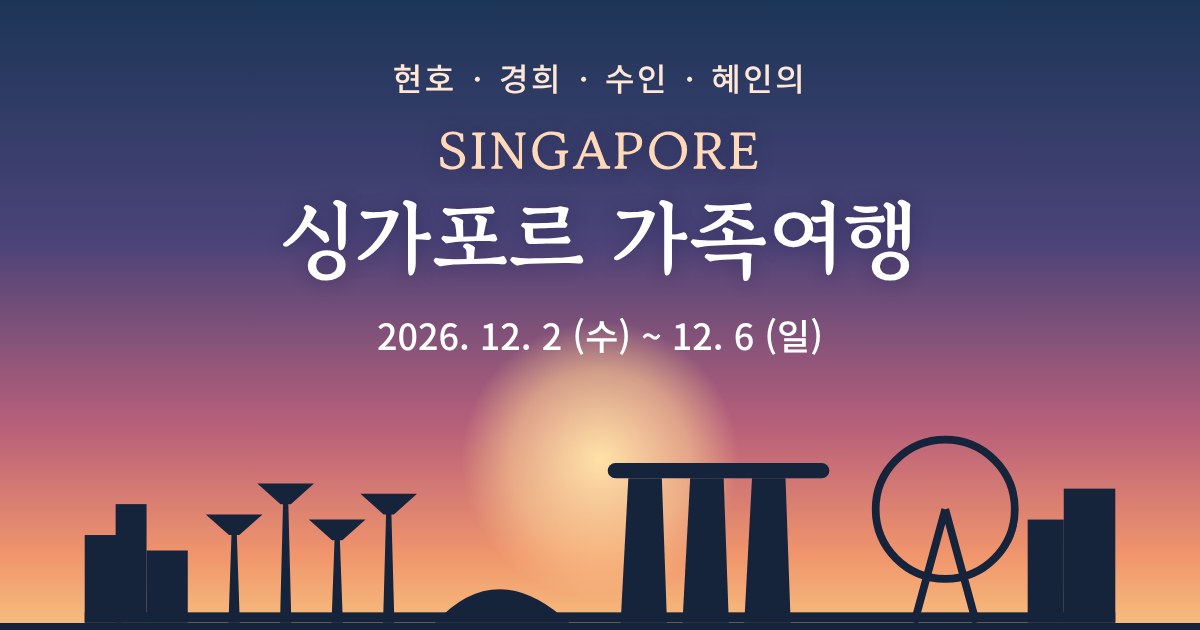 현호 · 경희 · 수인 · 혜인의
SINGAPORE
싱가포르 가족여행
2026. 12. 2 (수) ~ 12. 6 (일)